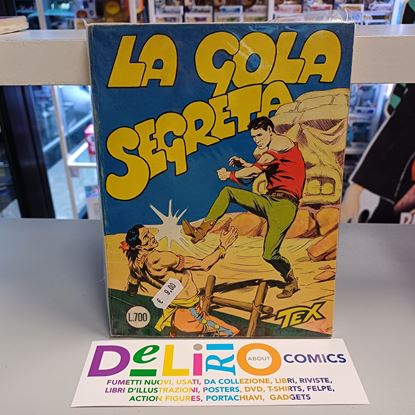 LA GOLA
SEGRETA
€ 9,00
L.700
TEX
DELIRIO ABOUT COMICS
FUMETTI NUOVI, USATI, DA COLLEZIONE, LIBRI, RIVISTE,
LIBRI D'ILLUSTRAZIONI, POSTERS, DVD, T-SHIRTS, FELPE,
ACTION FIGURES, PORTACHIAVI, GADGETS